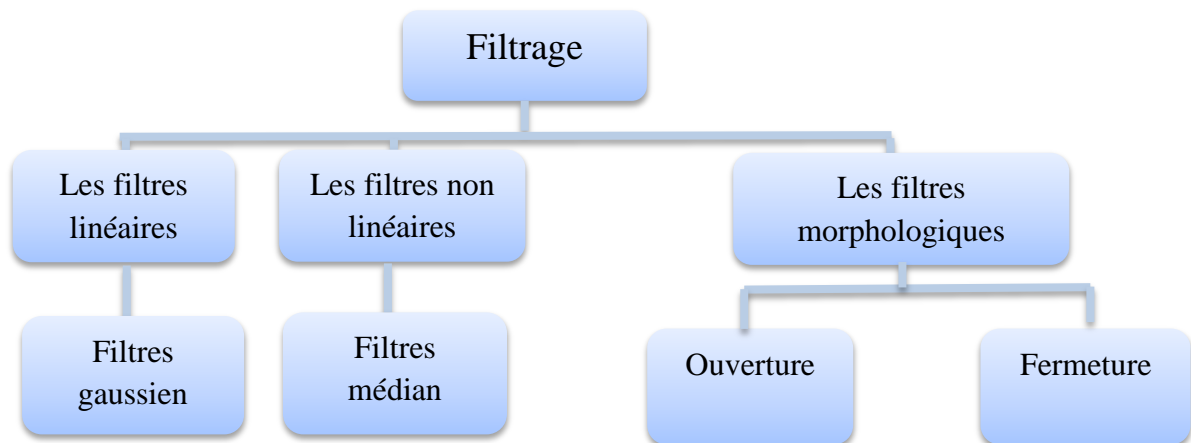 Filtrage
Les filtres
linéaires
Les filtres non
linéaires
Les filtres
morphologiques
Filtres
gaussien
Filtres
médian
Ouverture
Fermeture